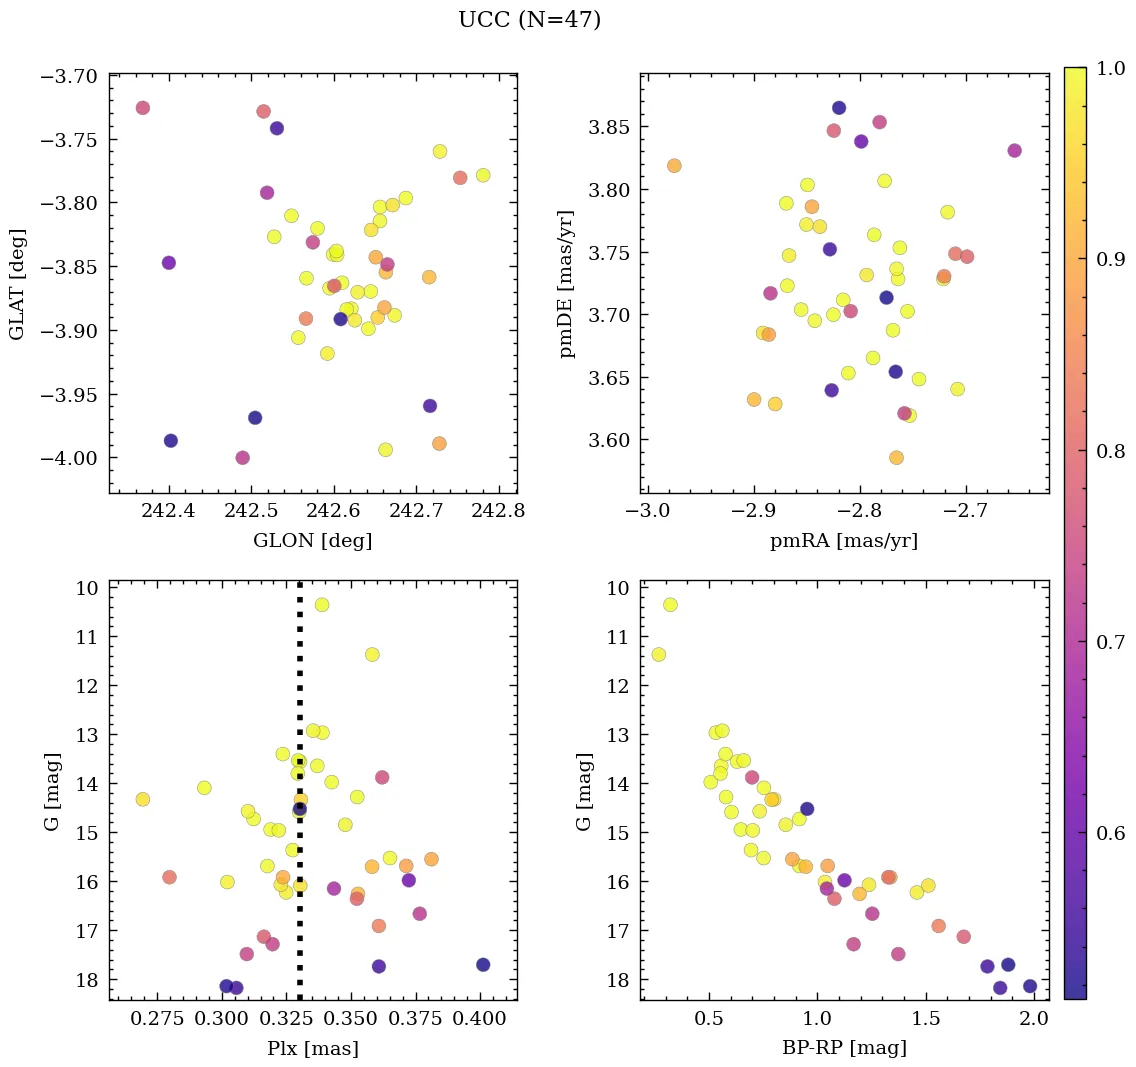 UCC (N=47)
−3.70
−3.75
−3.80
−3.85
−3.90
−3.95
−4.00
GLAT [deg]
242.4 242.5 242.6 242.7 242.8
GLON [deg]
3.85
3.80
3.75
3.70
3.65
3.60
pmDE [mas/yr]
−3.0 −2.9 −2.8 −2.7
pmRA [mas/yr]
10
11
12
13
14
15
16
17
18
G [mag]
0.275 0.300 0.325 0.350 0.375 0.400
Plx [mas]
10
11
12
13
14
15
16
17
18
G [mag]
0.5 1.0 1.5 2.0
BP-RP [mag]
1.0
0.9
0.8
0.7
0.6